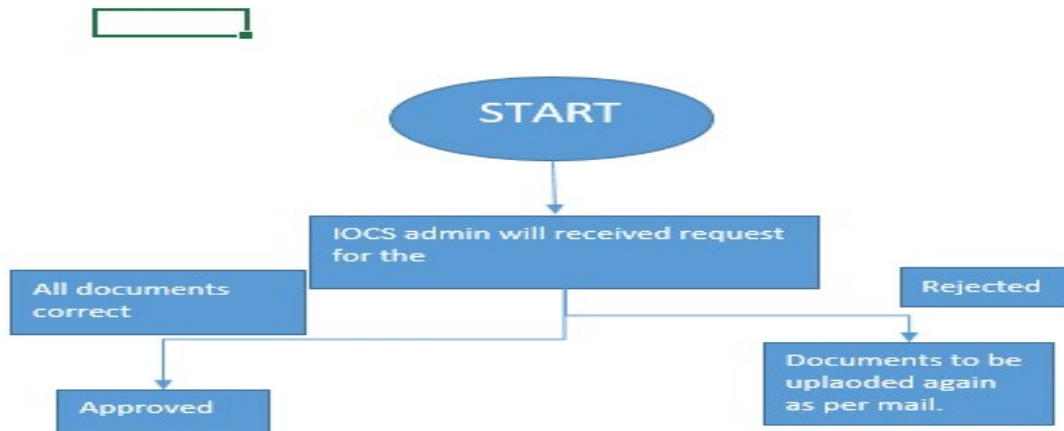 START
IOCS admin will received request
for the
All documents
correct
Rejected
Approved
Documents to be
uplaoded again
as per mail.